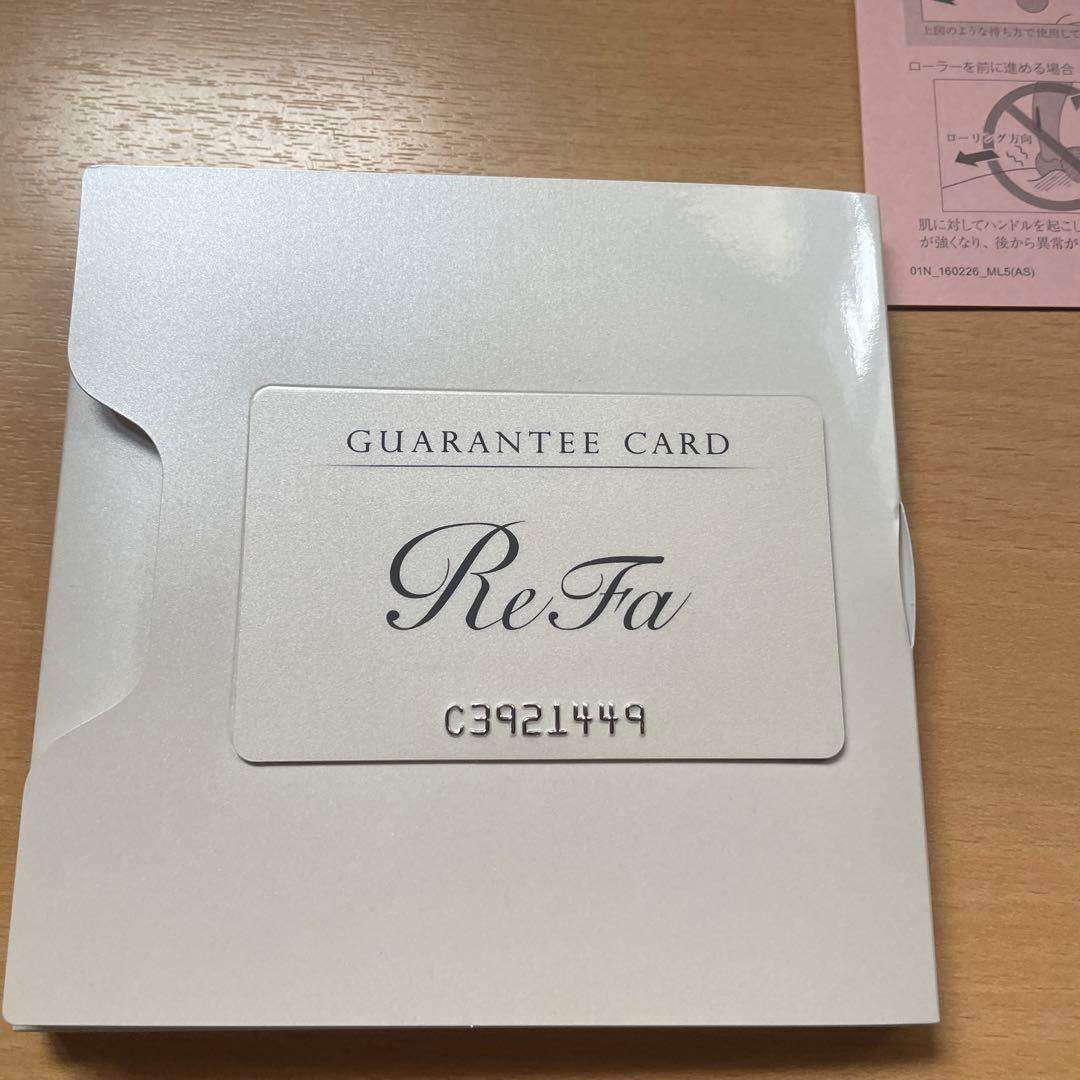 上図のような持ち方で使用して
ローラーを前に進める場合
ローリング方向
肌に対してハンドルを起こし
が強くなり、後から異常が
01N_160226_ML5(AS)
GUARANTEE CARD
ReFa
C3921449